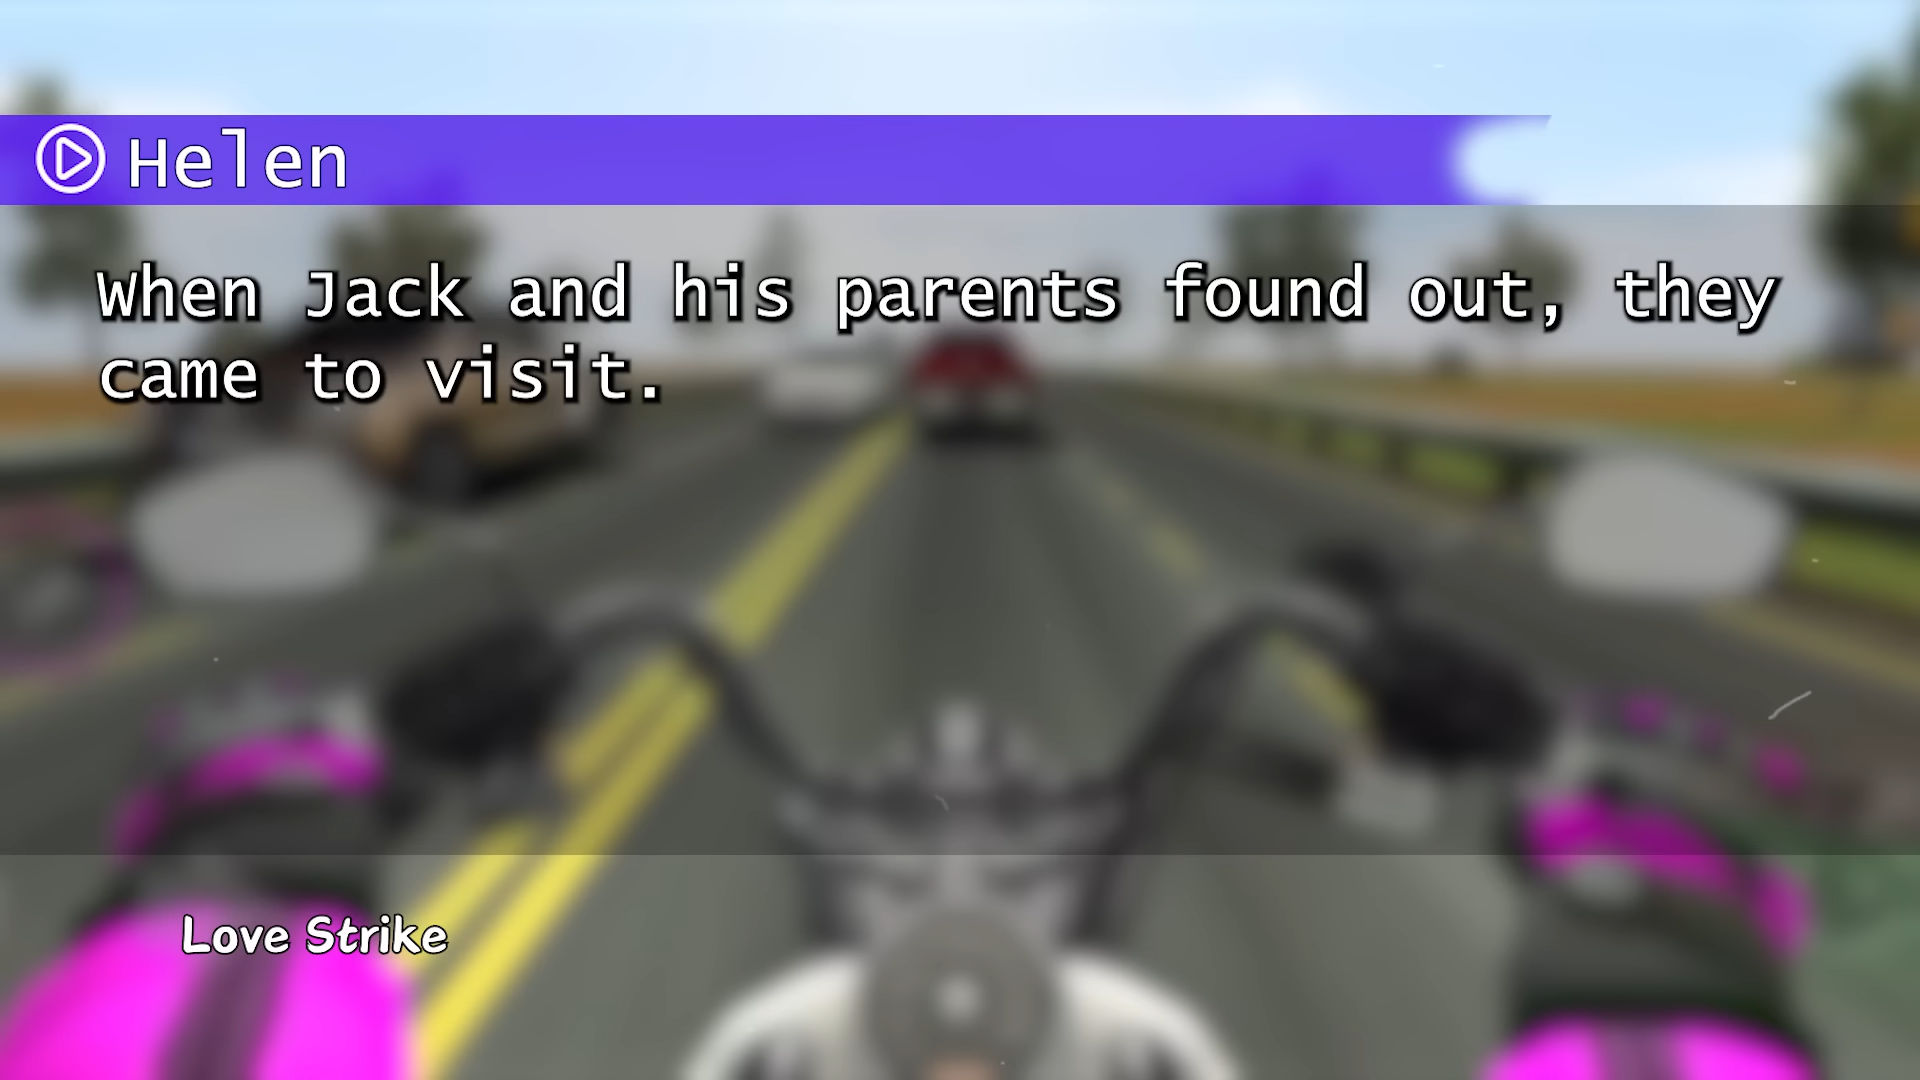 Helen
When Jack and his parents found out, they
came to visit.
Love Strike